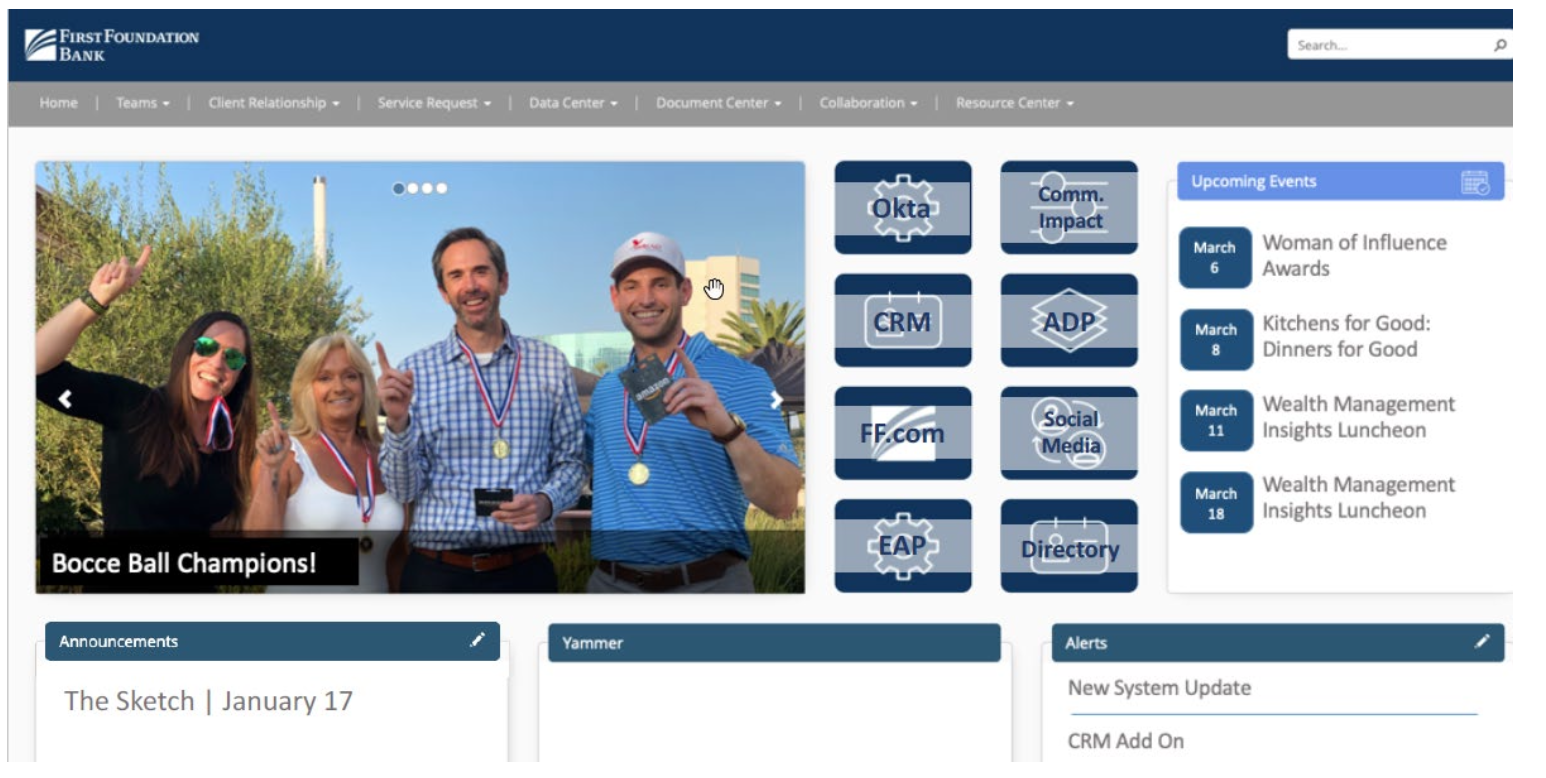 FIRST FOUNDATION
BANK
Search...
Home | Teams | Client Relationship | Service Request | Data Center | Document Center | Collaboration | Resource Center
amazon
Bocce Ball Champions!
Okta
Comm.
Impact
CRM
ADP
FF.com
Social
Media
EAP
Directory
Upcoming Events
March
6
Woman of Influence
Awards
March
8
Kitchens for Good:
Dinners for Good
March
11
Wealth Management
Insights Luncheon
March
18
Wealth Management
Insights Luncheon
Announcements
The Sketch | January 17
Yammer
Alerts
New System Update
CRM Add On